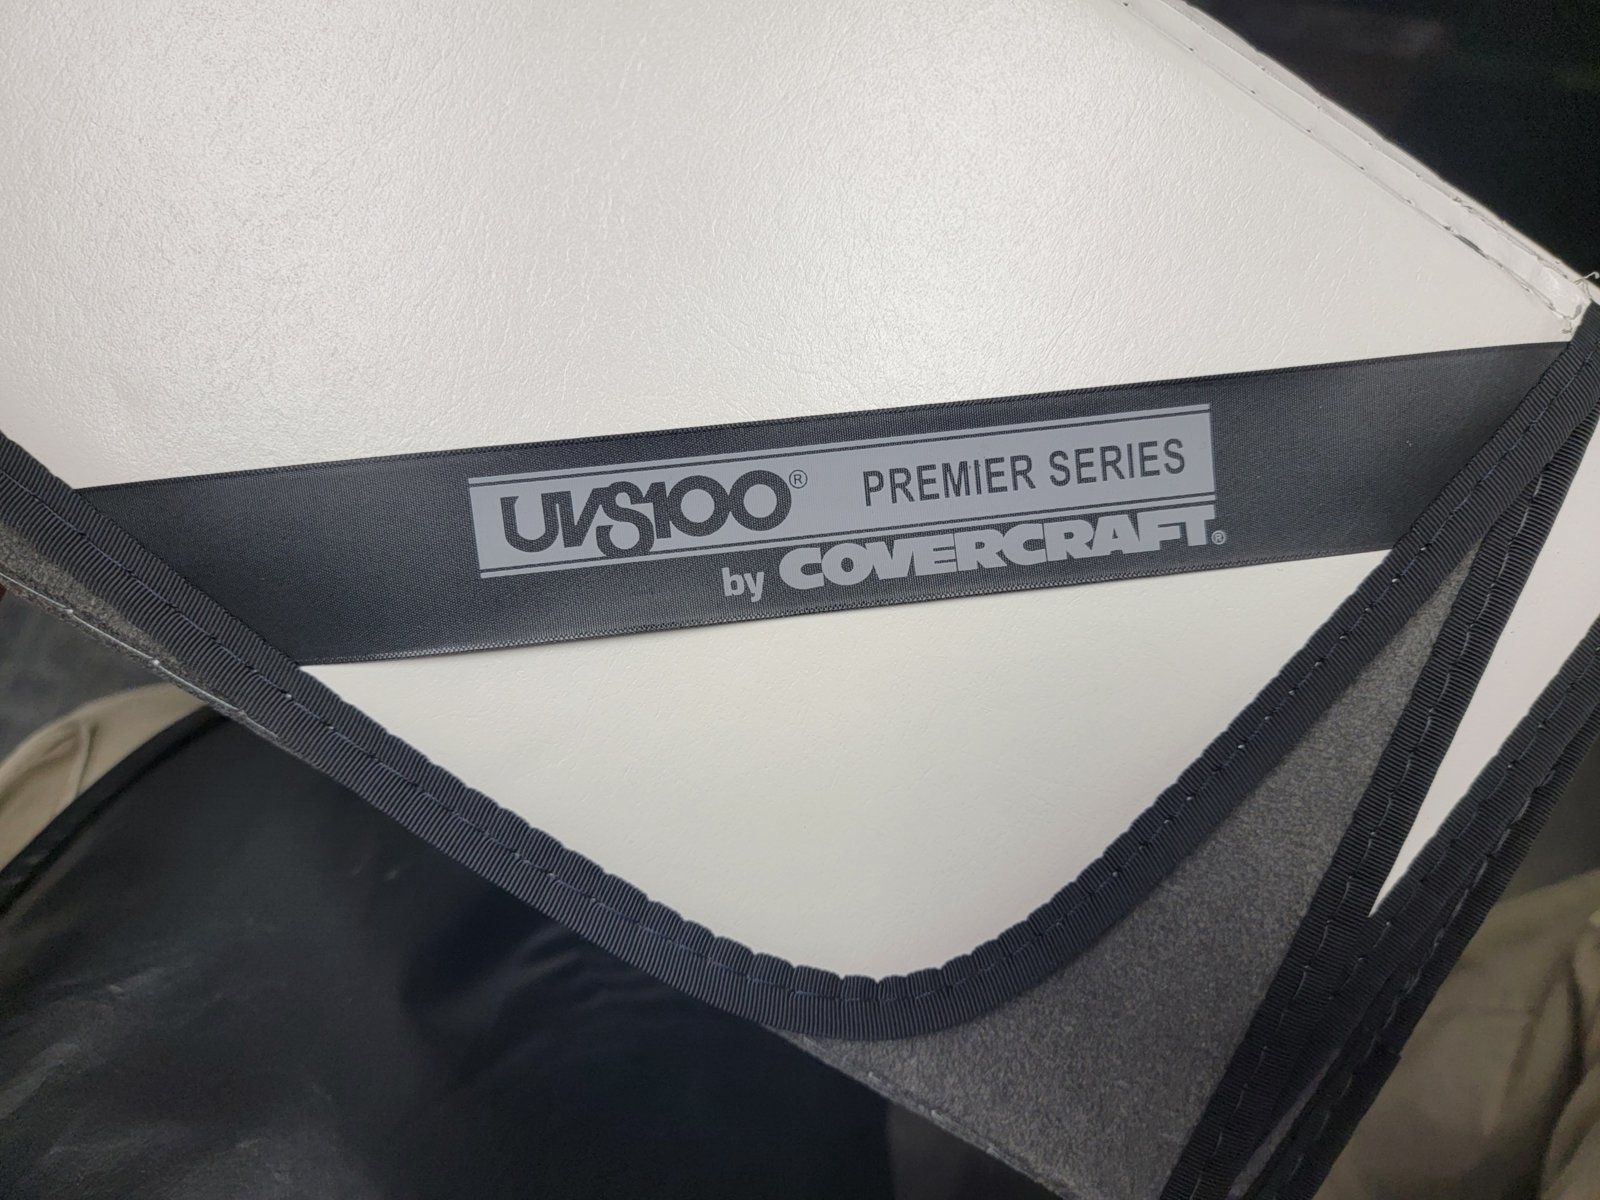 UVS100® PREMIER SERIES
by COVERCRAFT®